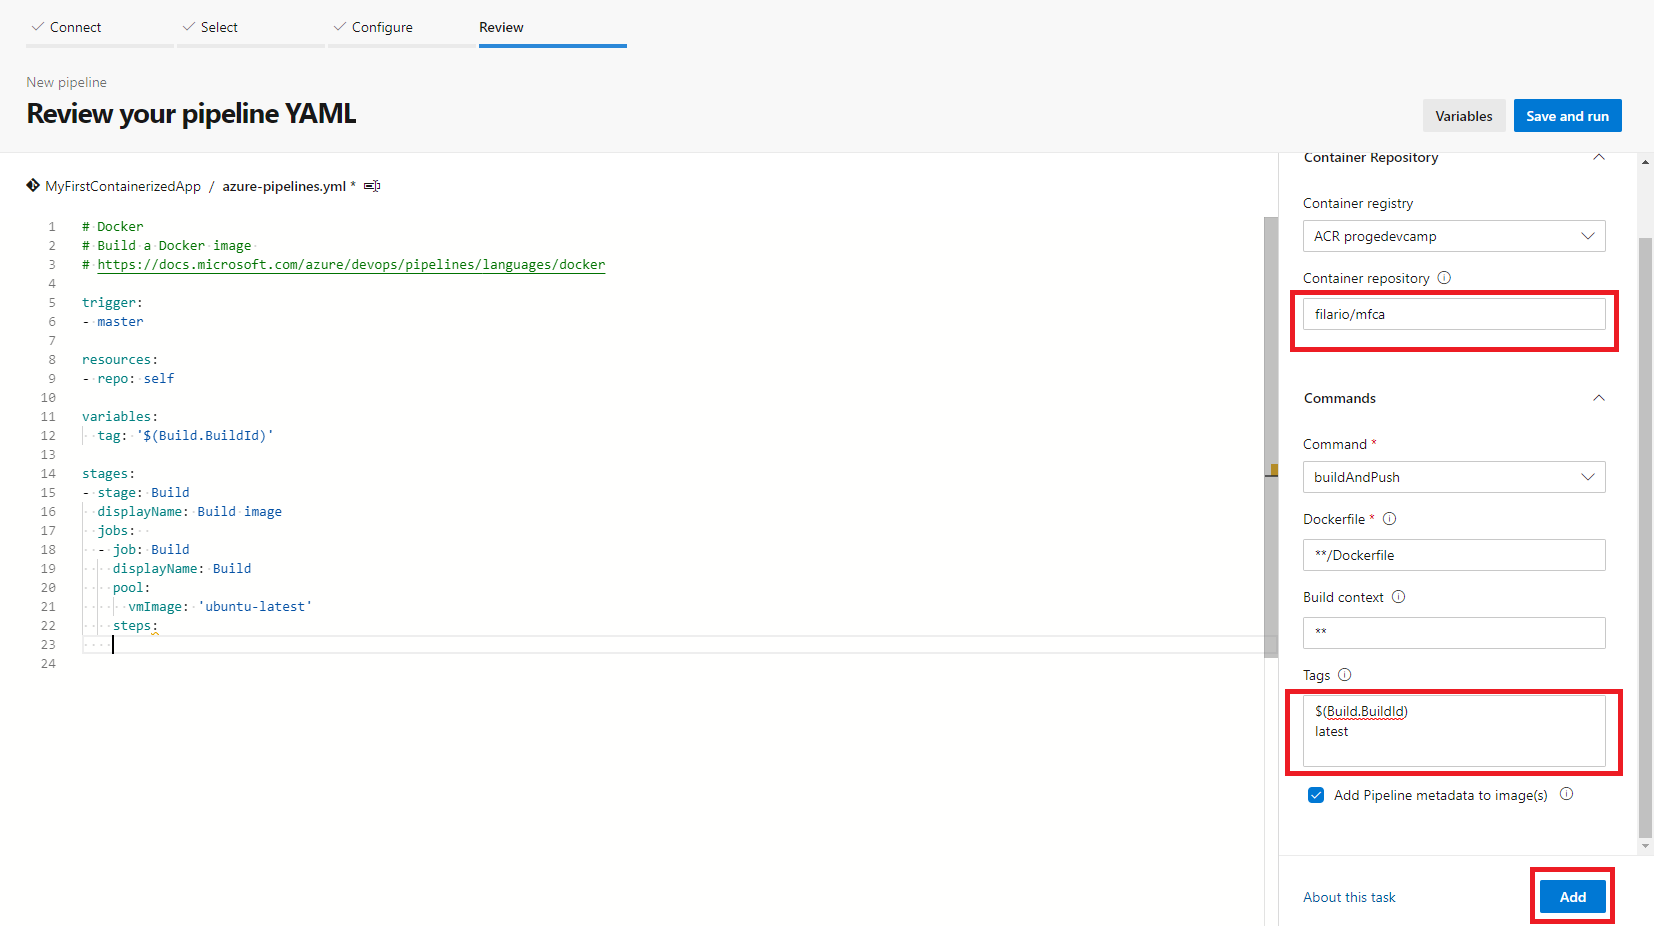 Connect
Select
Configure
Review
New pipeline
Review your pipeline YAML
Variables
Save and run
MyFirstContainerizedApp / azure-pipelines.yml *
1 # Docker
2 # Build a Docker image
3 # https://docs.microsoft.com/azure/devops/pipelines/languages/docker
4
5 trigger:
6 - master
7
8 resources:
9 - repo: self
10
11 variables:
12 tag: '$(Build.BuildId)'
13
14 stages:
15 - stage: Build
16 displayName: Build image
17 jobs:
18 - job: Build
19 displayName: Build
20 pool:
21 vmImage: 'ubuntu-latest'
22 steps:
23
24
Container Repository
Container registry
ACR progedevcamp
Container repository
filario/mfca
Commands
Command *
buildAndPush
Dockerfile *
**/Dockerfile
Build context
**
Tags
$(Build.BuildId)
latest
Add Pipeline metadata to image(s)
About this task
Add